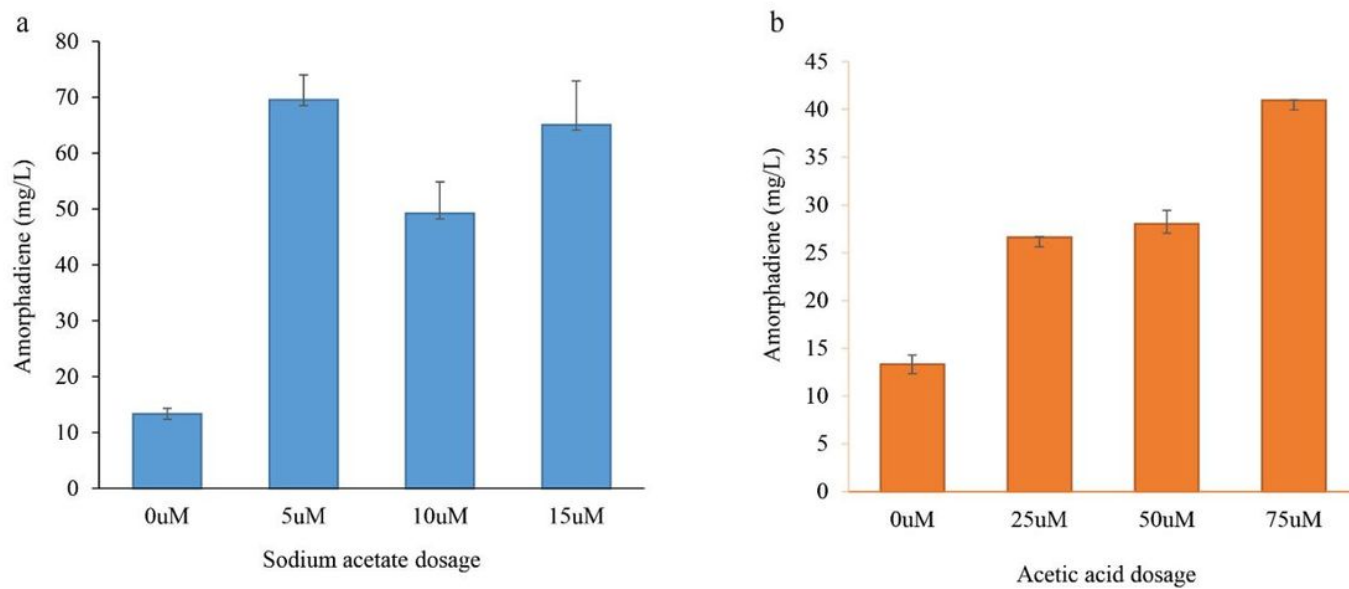 a
80
70
60
50
40
30
20
10
0
Amorphadiene (mg/L)
0uM 5uM 10uM 15uM
Sodium acetate dosage
b
45
40
35
30
25
20
15
10
5
0
Amorphadiene (mg/L)
0uM 25uM 50uM 75uM
Acetic acid dosage